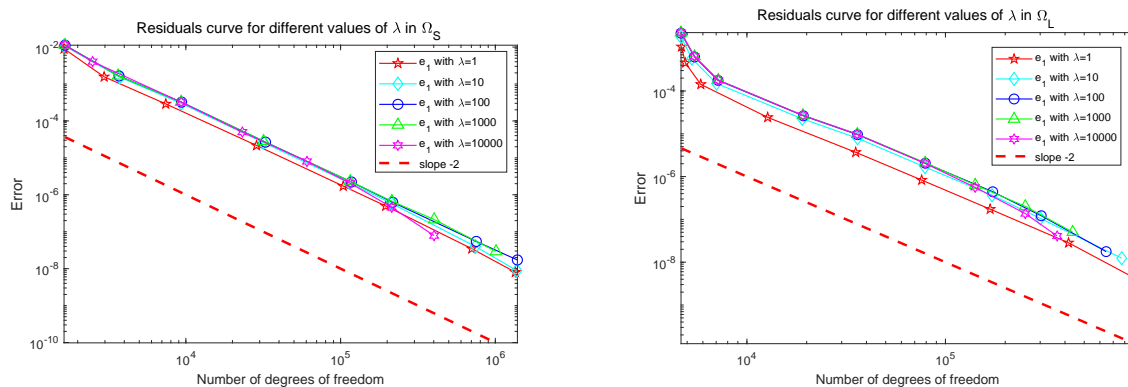 Residuals curve for different values of λ in Ω_S
10^-2
10^-4
10^-6
10^-8
10^-10
Error
10^4
10^5
10^6
Number of degrees of freedom
e_1 with λ=1
e_1 with λ=10
e_1 with λ=100
e_1 with λ=1000
e_1 with λ=10000
slope -2
Residuals curve for different values of λ in Ω_L
10^-4
10^-6
10^-8
Error
10^4
10^5
Number of degrees of freedom
e_1 with λ=1
e_1 with λ=10
e_1 with λ=100
e_1 with λ=1000
e_1 with λ=10000
slope -2